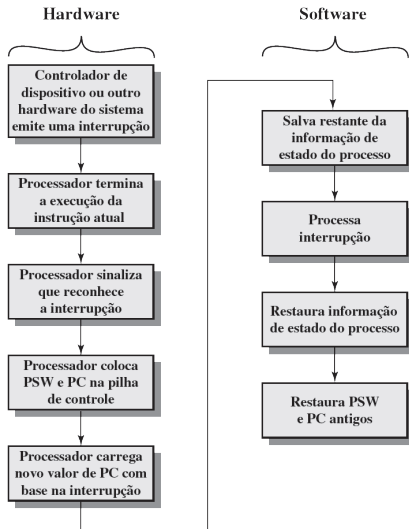 Hardware
Controlador de
dispositivo ou outro
hardware do sistema
emite uma interrupção
Processador termina
a execução da
instrução atual
Processador sinaliza
que reconhece
a interrupção
Processador coloca
PSW e PC na pilha
de controle
Processador carrega
novo valor de PC com
base na interrupção
Software
Salva restante da
informação de
estado do processo
Processa
interrupção
Restaura informação
de estado do processo
Restaura PSW
e PC antigos